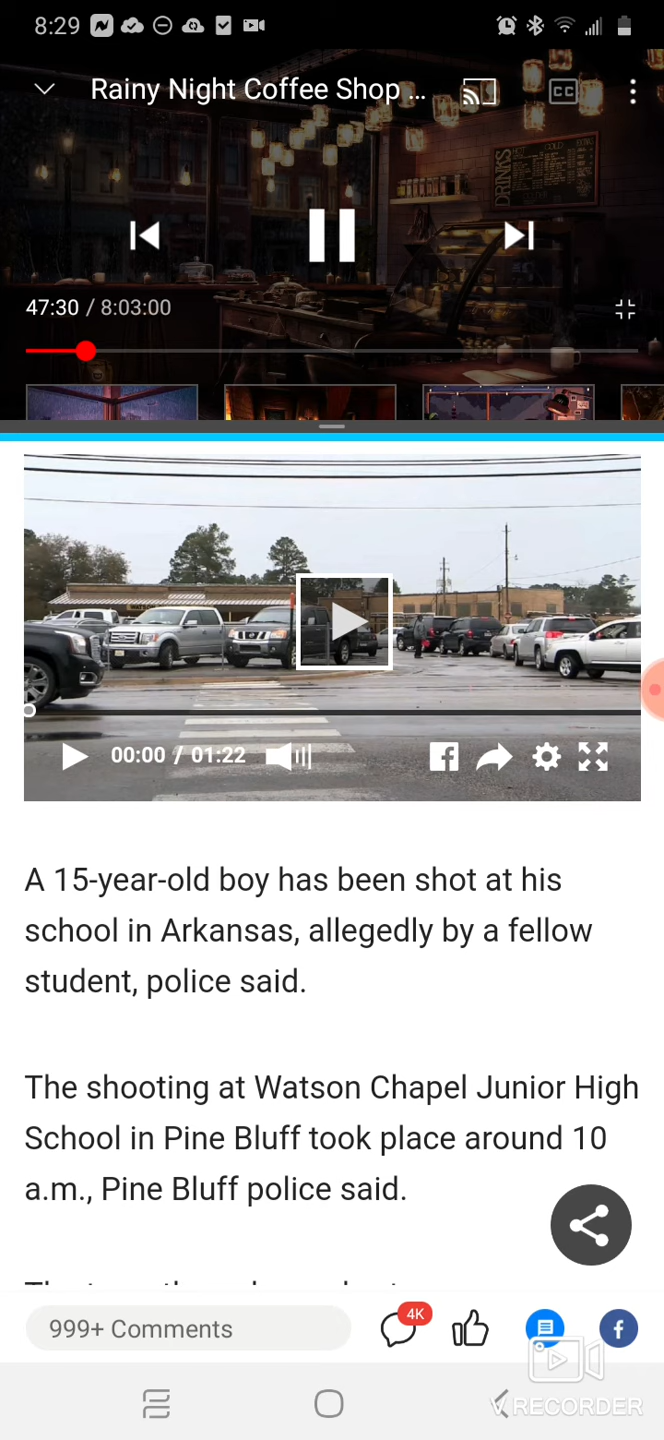 8:29
Rainy Night Coffee Shop ...
CC
DRINKS
HOT
COLD
47:30 / 8:03:00
00:00 / 01:22
A 15-year-old boy has been shot at his
school in Arkansas, allegedly by a fellow
student, police said.
The shooting at Watson Chapel Junior High
School in Pine Bluff took place around 10
a.m., Pine Bluff police said.
4K
999+ Comments
V RECORDER